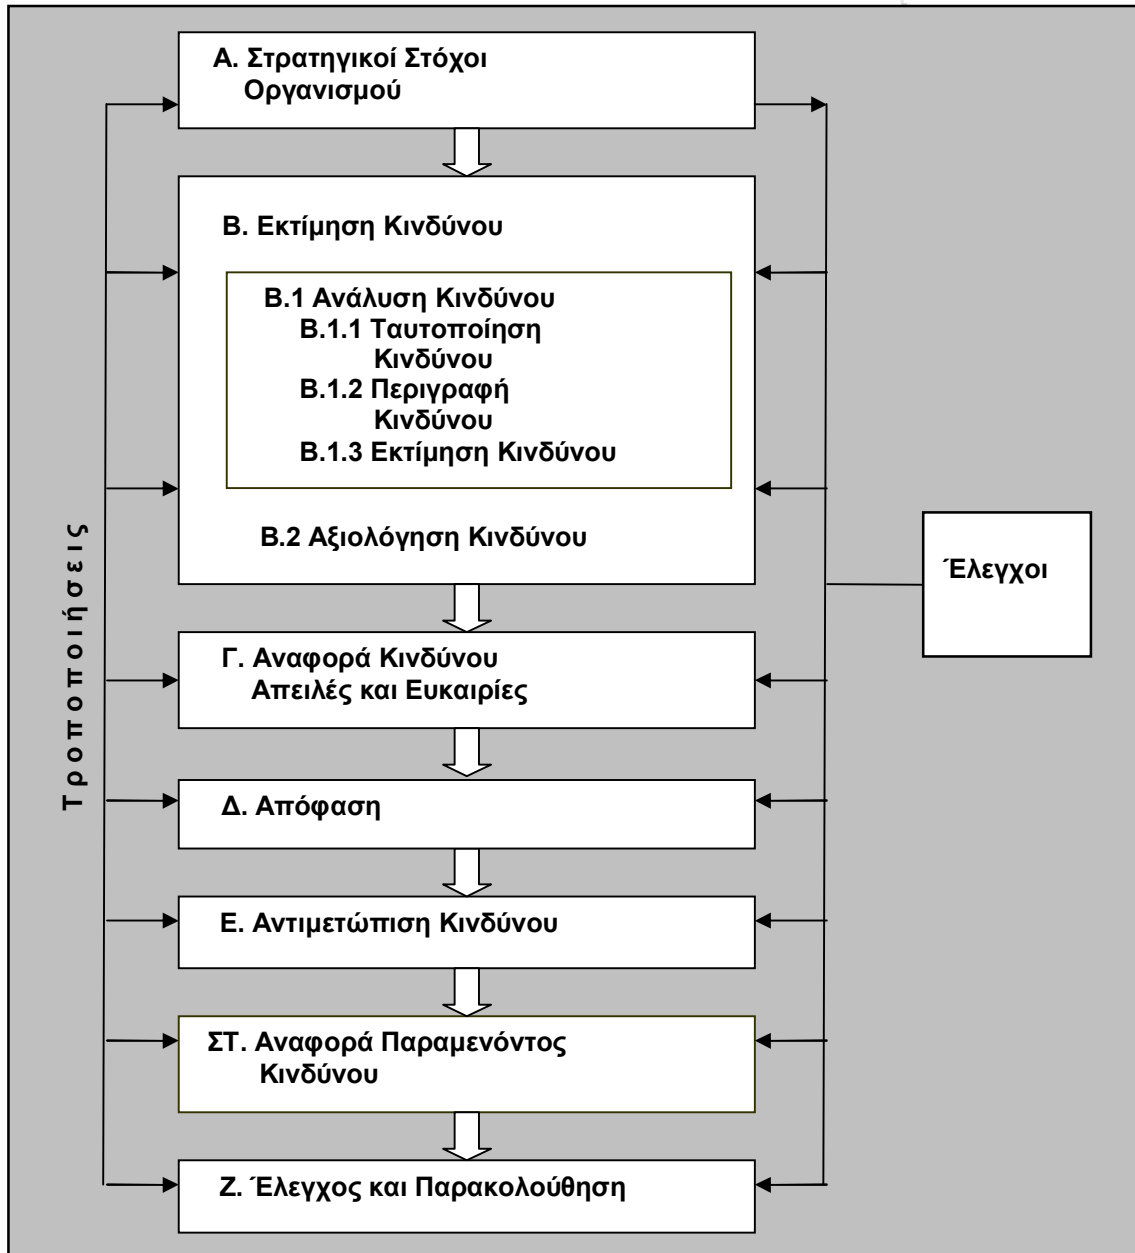 Α. Στρατηγικοί Στόχοι
Οργανισμού
Β. Εκτίμηση Κινδύνου
Β.1 Ανάλυση Κινδύνου
Β.1.1 Ταυτοποίηση
Κινδύνου
Β.1.2 Περιγραφή
Κινδύνου
Β.1.3 Εκτίμηση Κινδύνου
Β.2 Αξιολόγηση Κινδύνου
Γ. Αναφορά Κινδύνου
Απειλές και Ευκαιρίες
Δ. Απόφαση
Ε. Αντιμετώπιση Κινδύνου
ΣΤ. Αναφορά Παραμενόντος
Κινδύνου
Ζ. Έλεγχος και Παρακολούθηση
Τροποποιήσεις
Έλεγχοι